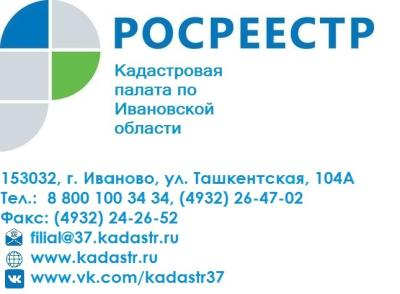 РОСРЕЕСТР
Кадастровая
палата по
Ивановской
области
153032, г. Иваново, ул. Ташкентская, 104А
Тел.: 8 800 100 34 34, (4932) 26-47-02
Факс: (4932) 24-26-52
filial@37.kadastr.ru
www.kadastr.ru
www.vk.com/kadastr37